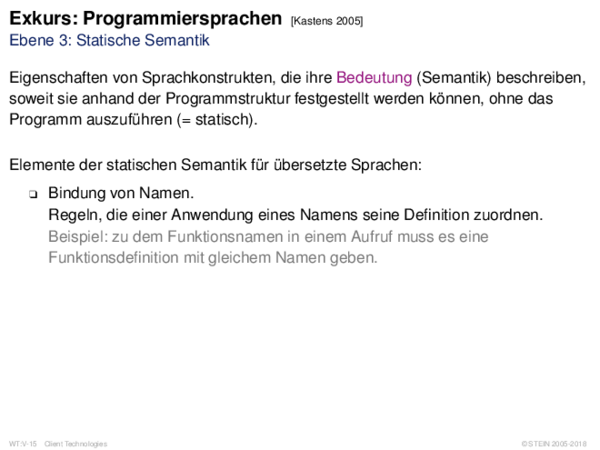 Exkurs: Programmiersprachen [Kastens 2005]
Ebene 3: Statische Semantik
Eigenschaften von Sprachkonstrukten, die ihre Bedeutung (Semantik) beschreiben,
soweit sie anhand der Programmstruktur festgestellt werden können, ohne das
Programm auszuführen (= statisch).
Elemente der statischen Semantik für übersetzte Sprachen:
❑ Bindung von Namen.
Regeln, die einer Anwendung eines Namens seine Definition zuordnen.
Beispiel: zu dem Funktionsnamen in einem Aufruf muss es eine
Funktionsdefinition mit gleichem Namen geben.
WT:V-15 Client Technologies © STEIN 2005-2018